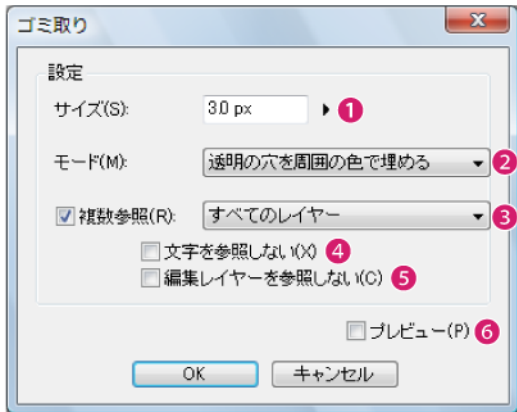 ゴミ取り
設定
サイズ(S): 3.0 px 1
モード(M): 透明の穴を周囲の色で埋める 2
複数参照(R): すべてのレイヤー 3
文字を参照しない(X) 4
編集レイヤーを参照しない(C) 5
プレビュー(P) 6
OK キャンセル